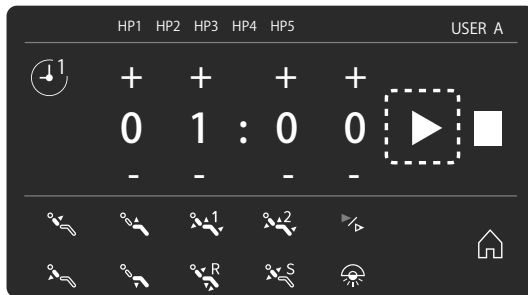 HP1 HP2 HP3 HP4 HP5 USER A
1
+ + + +
0 1 : 0 0
- - - -
1 2
R S